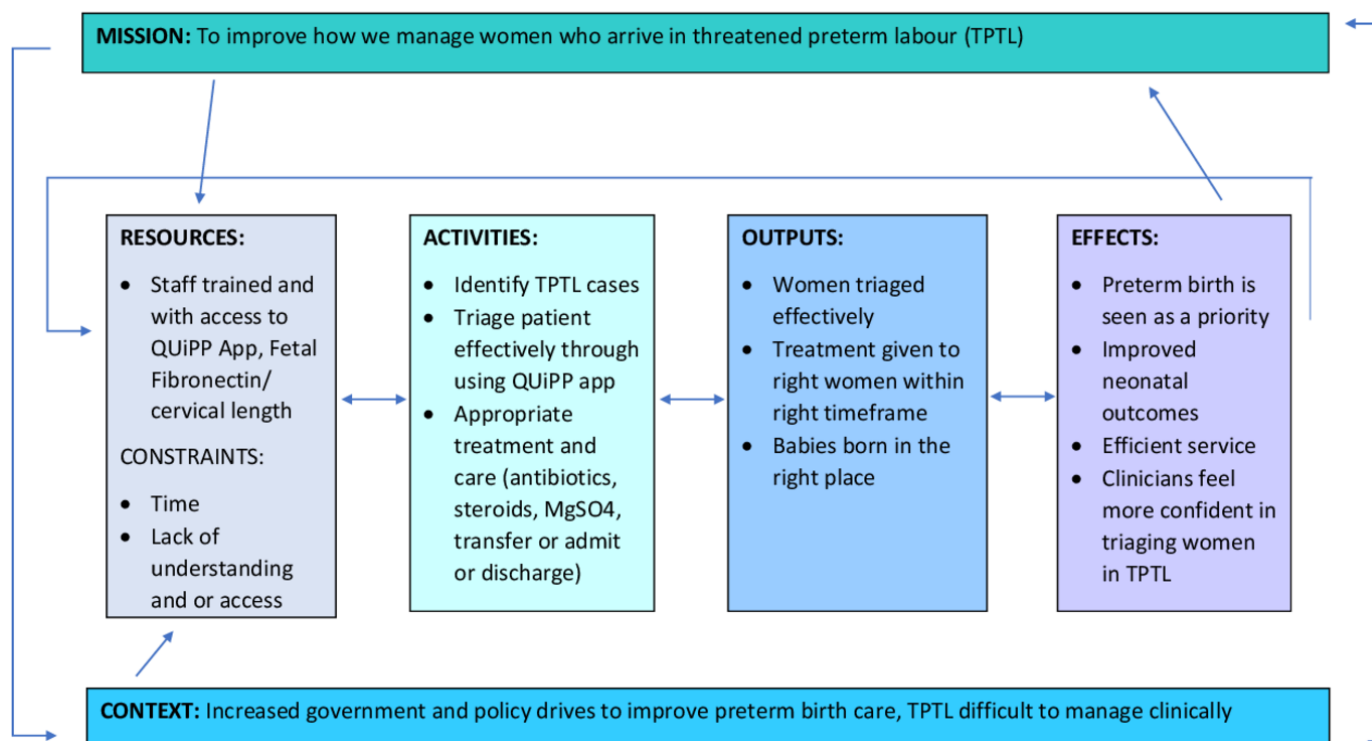 MISSION: To improve how we manage women who arrive in threatened preterm labour (TPTL)
RESOURCES:
• Staff trained and
with access to
QUiPP App, Fetal
Fibronectin/
cervical length
CONSTRAINTS:
• Time
• Lack of
understanding
and or access
ACTIVITIES:
• Identify TPTL cases
• Triage patient
effectively through
using QUiPP app
• Appropriate
treatment and
care (antibiotics,
steroids, MgSO4,
transfer or admit
or discharge)
OUTPUTS:
• Women triaged
effectively
• Treatment given to
right women within
right timeframe
• Babies born in the
right place
EFFECTS:
• Preterm birth is
seen as a priority
• Improved
neonatal
outcomes
• Efficient service
• Clinicians feel
more confident in
triaging women
in TPTL
CONTEXT: Increased government and policy drives to improve preterm birth care, TPTL difficult to manage clinically